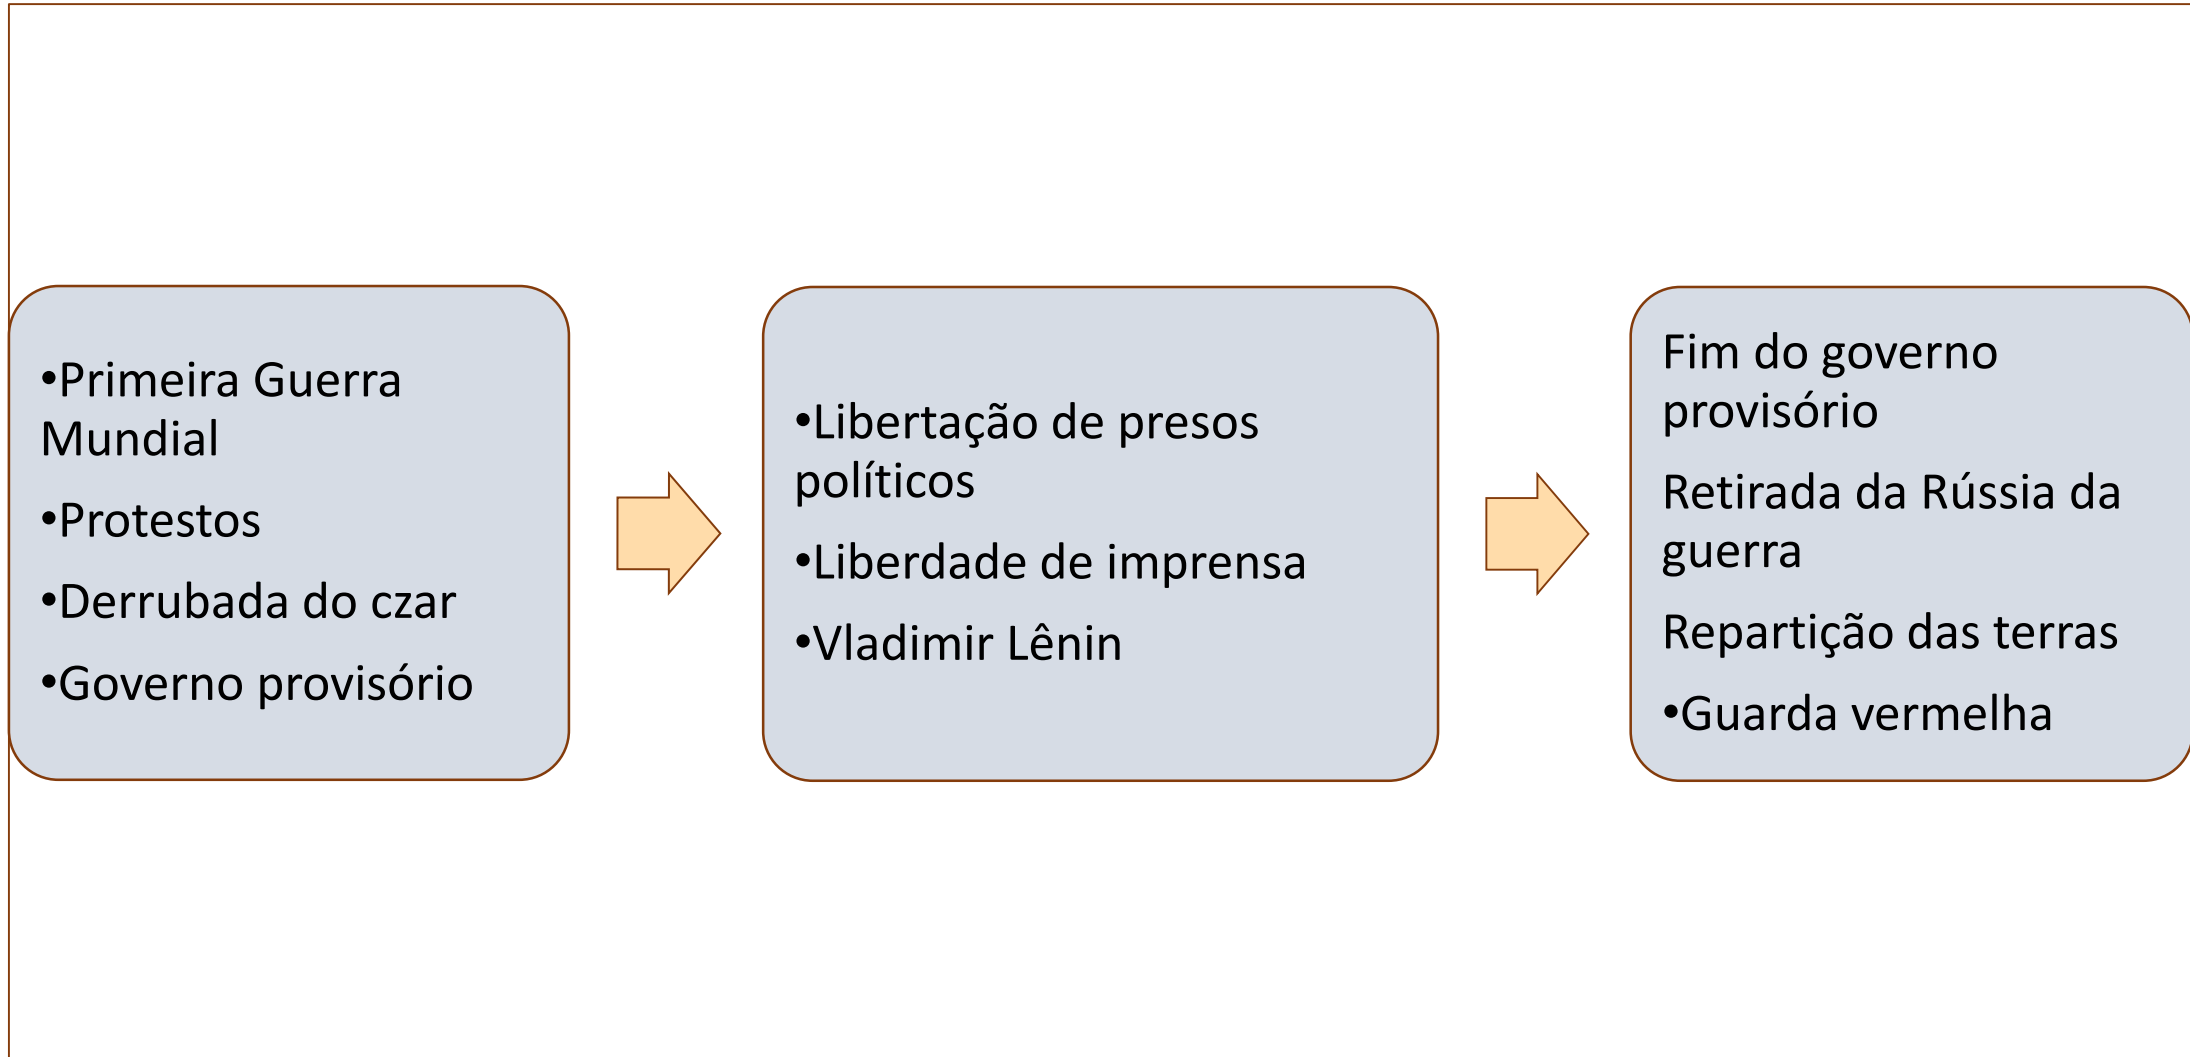 •Primeira Guerra
Mundial
•Protestos
•Derrubada do czar
•Governo provisório
•Libertação de presos
políticos
•Liberdade de imprensa
•Vladimir Lênin
Fim do governo
provisório
Retirada da Rússia da
guerra
Repartição das terras
•Guarda vermelha